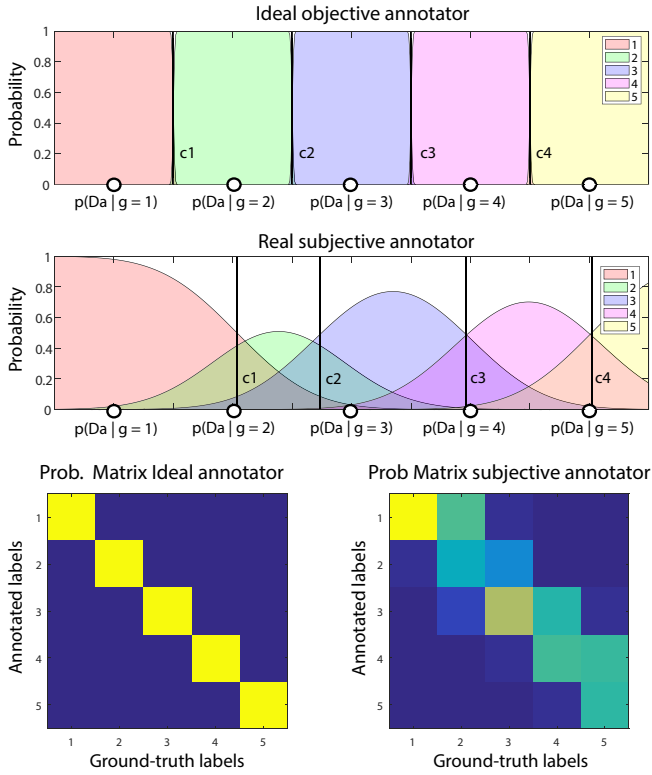 Ideal objective annotator
Probability
1
0.8
0.6
0.4
0.2
0
c1
c2
c3
c4
1
2
3
4
5
p(Da | g = 1)
p(Da | g = 2)
p(Da | g = 3)
p(Da | g = 4)
p(Da | g = 5)
Real subjective annotator
Probability
1
0.8
0.6
0.4
0.2
0
c1
c2
c3
c4
1
2
3
4
5
p(Da | g = 1)
p(Da | g = 2)
p(Da | g = 3)
p(Da | g = 4)
p(Da | g = 5)
Prob. Matrix Ideal annotator
Annotated labels
1
2
3
4
5
1 2 3 4 5
Ground-truth labels
Prob Matrix subjective annotator
Annotated labels
1
2
3
4
5
1 2 3 4 5
Ground-truth labels